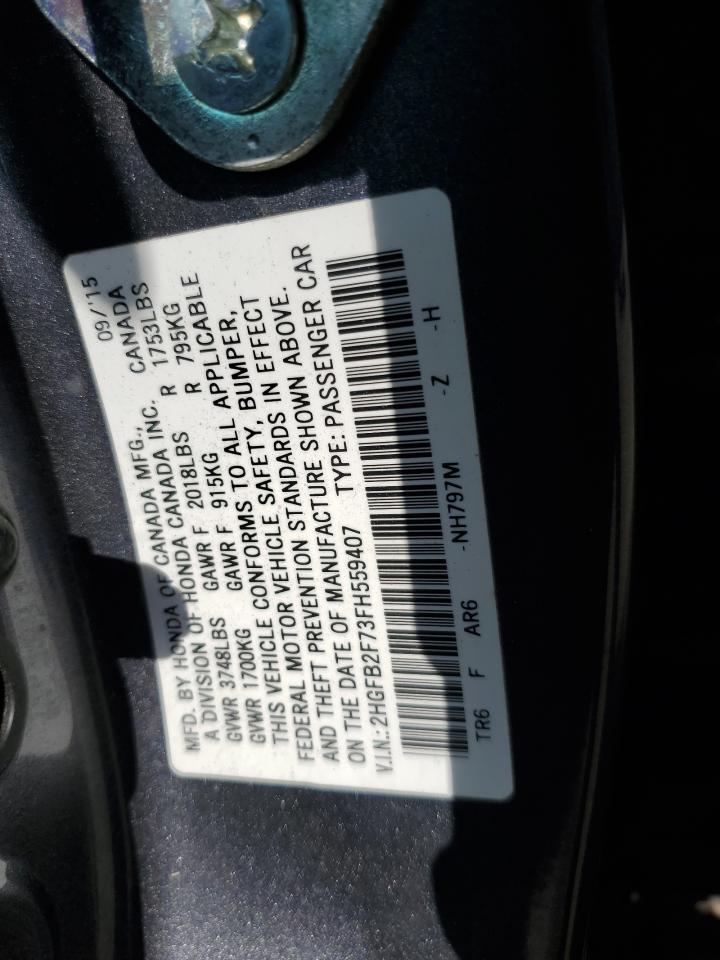 09/'15
MFD. BY HONDA OF CANADA MFG.,
A DIVISION OF HONDA CANADA INC. CANADA
GVWR 3748LBS GAWR F 2018LBS R 1753LBS
GVWR 1700KG GAWR F 915KG R 795KG
THIS VEHICLE CONFORMS TO ALL APPLICABLE
FEDERAL MOTOR VEHICLE SAFETY, BUMPER,
AND THEFT PREVENTION STANDARDS IN EFFECT
ON THE DATE OF MANUFACTURE SHOWN ABOVE.
V.I.N.: 2HGFB2F73FH559407 TYPE: PASSENGER CAR
TR6 F AR6 -NH797M -Z -H